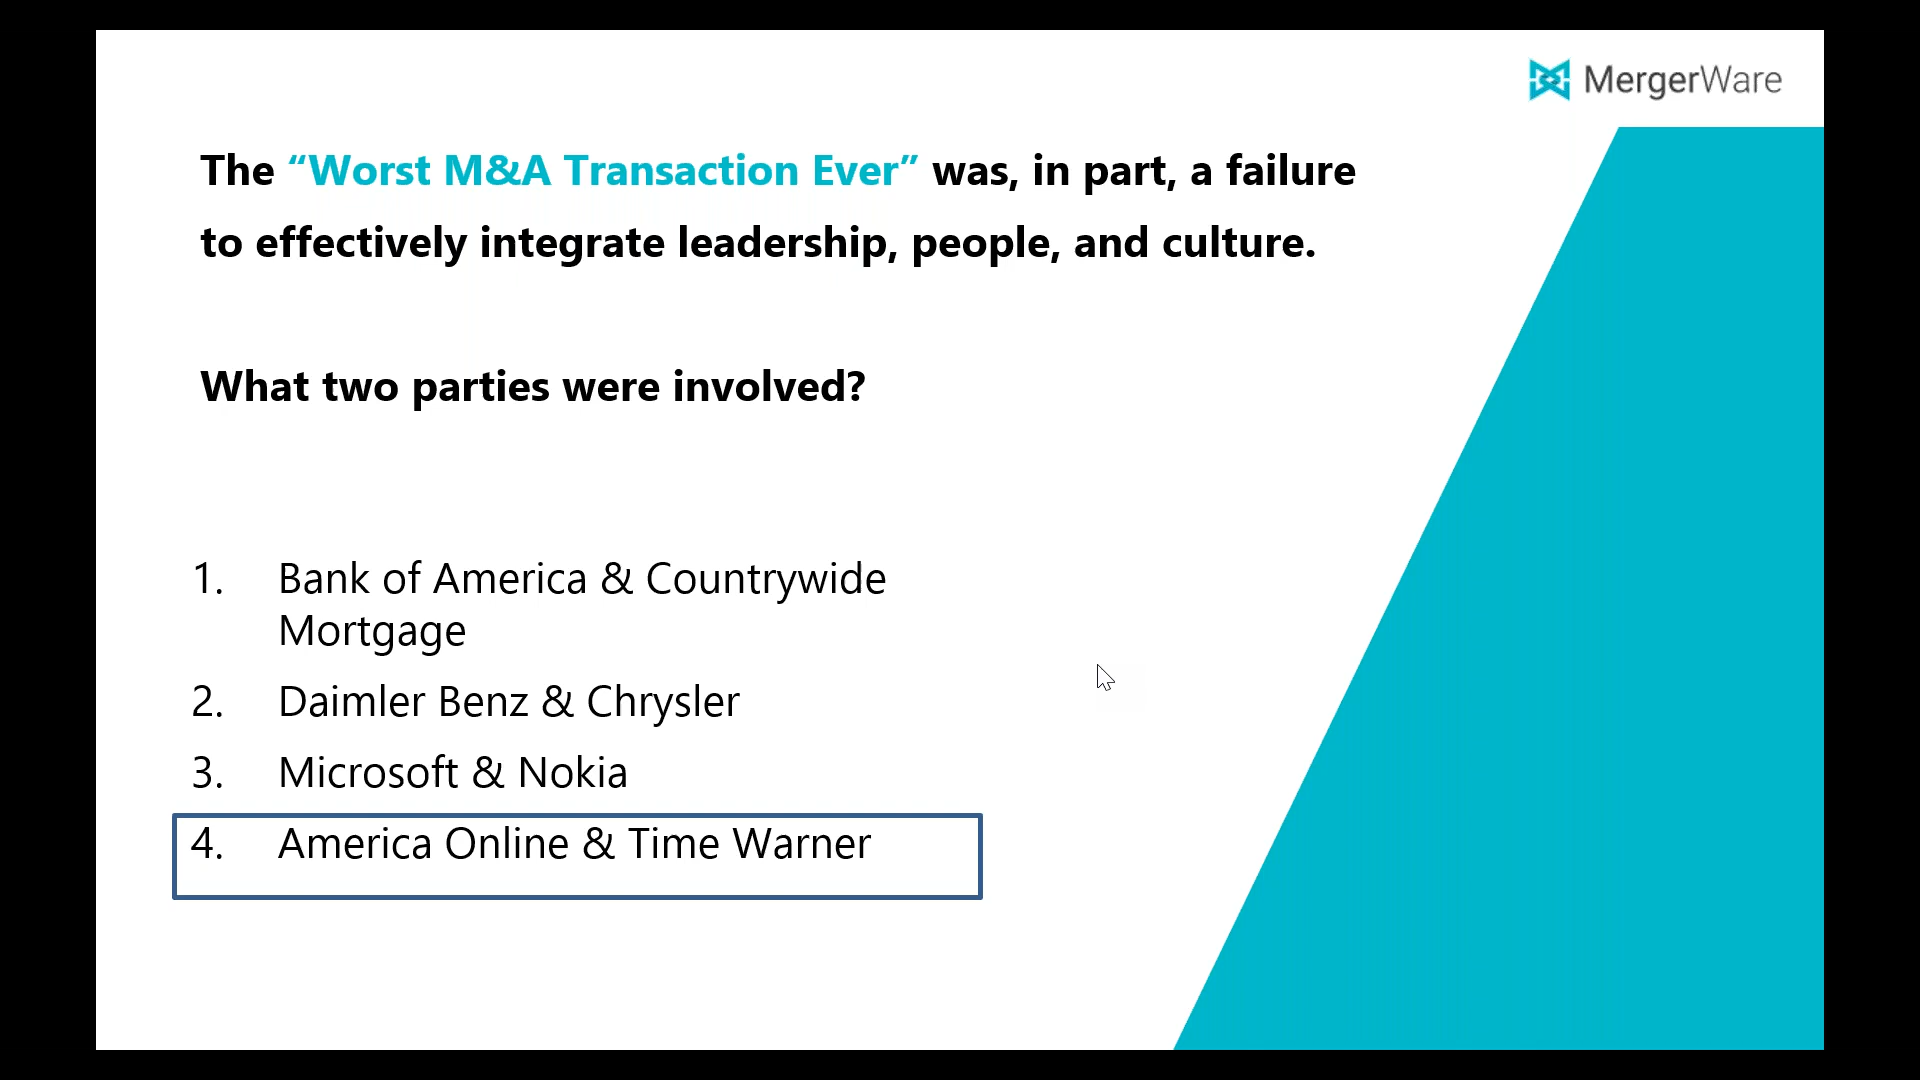 MergerWare
The “Worst M&A Transaction Ever” was, in part, a failure
to effectively integrate leadership, people, and culture.
What two parties were involved?
1. Bank of America & Countrywide
Mortgage
2. Daimler Benz & Chrysler
3. Microsoft & Nokia
4. America Online & Time Warner